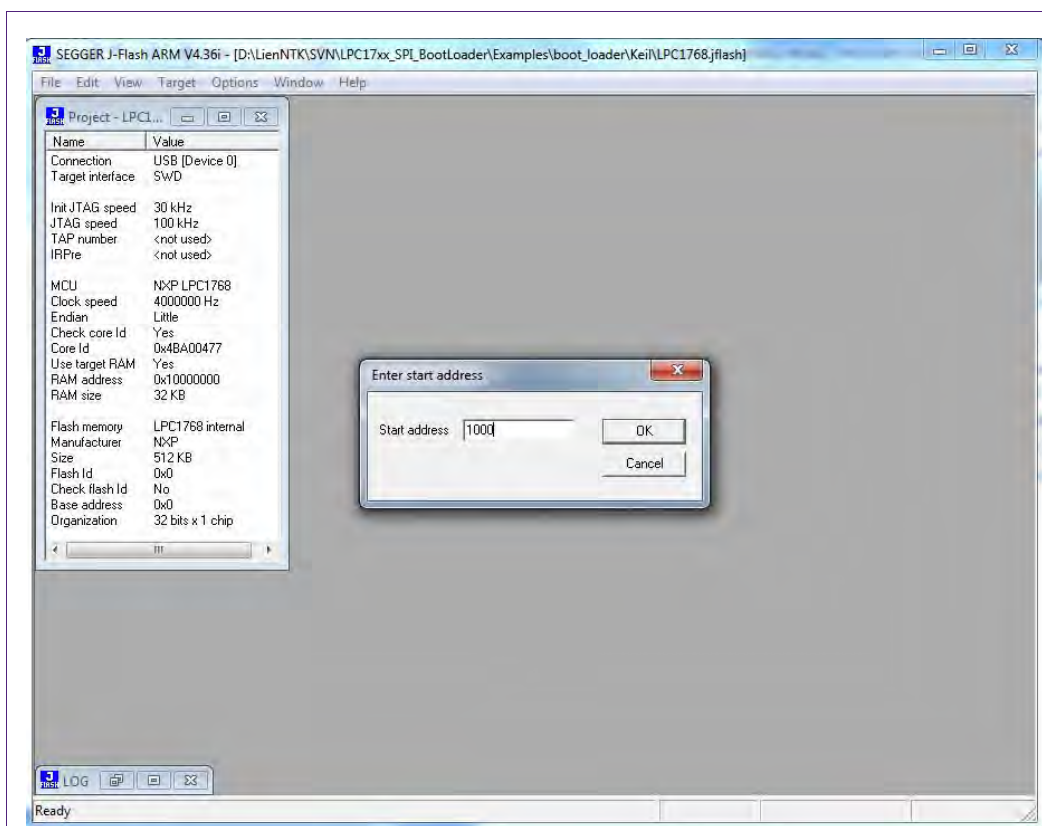 SEGGER J-Flash ARM V4.36i - [D:\LienNTK\SVN\LPC17xx_SPI_BootLoader\Examples\boot_loader\Keil\LPC1768.jflash]
File Edit View Target Options Window Help
Project - LPC1...
Name Value
Connection USB [Device 0]
Target interface SWD
Init JTAG speed 30 kHz
JTAG speed 100 kHz
TAP number <not used>
IRPre <not used>
MCU NXP LPC1768
Clock speed 4000000 Hz
Endian Little
Check core Id Yes
Core Id 0x4BA00477
Use target RAM Yes
RAM address 0x10000000
RAM size 32 KB
Flash memory LPC1768 internal
Manufacturer NXP
Size 512 KB
Flash Id 0x0
Check flash Id No
Base address 0x0
Organization 32 bits x 1 chip
Enter start address
Start address 1000 OK
Cancel
LOG
Ready